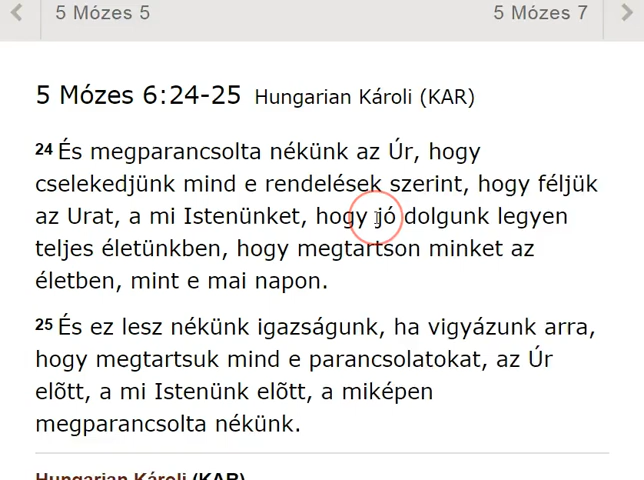 5 Mózes 5
5 Mózes 7
5 Mózes 6:24-25 Hungarian Károli (KAR)
24 És megparancsolta nékünk az Úr, hogy
cselekedjünk mind e rendelések szerint, hogy féljük
az Urat, a mi Istenünket, hogy jó dolgunk legyen
teljes életünkben, hogy megtartson minket az
életben, mint e mai napon.
25 És ez lesz nékünk igazságunk, ha vigyázunk arra,
hogy megtartsuk mind e parancsolatokat, az Úr
elõtt, a mi Istenünk elõtt, a miképen
megparancsolta nékünk.
Hungarian Károli (KAR)